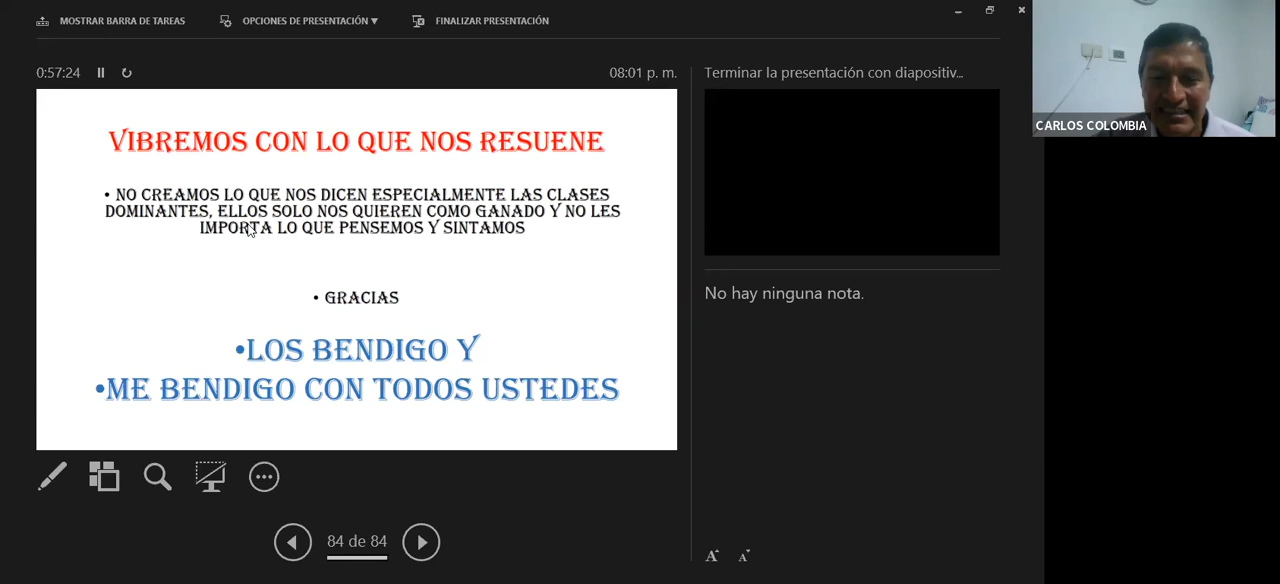 MOSTRAR BARRA DE TAREAS
OPCIONES DE PRESENTACIÓN ▼
FINALIZAR PRESENTACIÓN
0:57:24
08:01 p. m.
Terminar la presentación con diapositiv...
CARLOS COLOMBIA
VIBREMOS CON LO QUE NOS RESUENE
• NO CREAMOS LO QUE NOS DICEN ESPECIALMENTE LAS CLASES
DOMINANTES, ELLOS SOLO NOS QUIEREN COMO GANADO Y NO LES
IMPORTA LO QUE PENSEMOS Y SINTAMOS
• GRACIAS
•LOS BENDIGO Y
•ME BENDIGO CON TODOS USTEDES
No hay ninguna nota.
84 de 84
A A